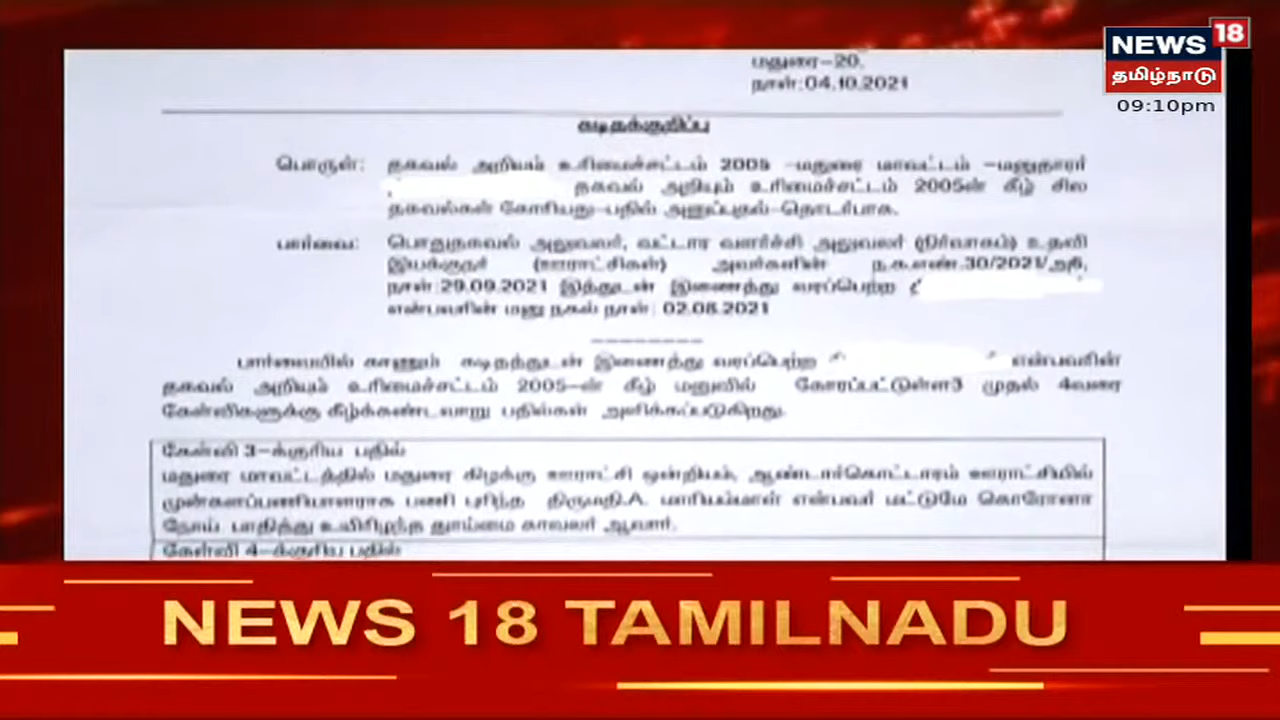 NEWS 18
தமிழ்நாடு
09:10pm
மதுரை-20.
நாள்:04.10.2021
கடிதக்குறிப்பு
பொருள்: தகவல் அறியும் உரிமைச்சட்டம் 2005 -மதுரை மாவட்டம் -மனுதாரர்
தகவல் அறியும் உரிமைச்சட்டம் 2005ன் கீழ் சில
தகவல்கள் கோரியது-பதில் அனுப்புதல்-தொடர்பாக.
பார்வை: பொதுதகவல் அலுவலர், வட்டார வளர்ச்சி அலுவலர் (நிர்வாகம்) உதவி
இயக்குநர் (ஊராட்சிகள்) அவர்களின் ந.க.எண்.30/2021/அ6,
நாள்:29.09.2021 இத்துடன் இணைத்து வரப்பெற்ற
என்பவரின் மனு நகல் நாள்: 02.08.2021
பார்வையில் காணும் கடிதத்துடன் இணைத்து வரப்பெற்ற என்பவரின்
தகவல் அறியும் உரிமைச்சட்டம் 2005-ன் கீழ் மனுவில் கோரப்பட்டுள்ள3 முதல் 4வரை
கேள்விகளுக்கு கீழ்க்கண்டவாறு பதில்கள் அளிக்கப்படுகிறது.
கேள்வி 3-க்குரிய பதில்
மதுரை மாவட்டத்தில் மதுரை கிழக்கு ஊராட்சி ஒன்றியம், ஆண்டார்கொட்டாரம் ஊராட்சியில்
முன்களப்பணியாளராக பணி புரிந்த திருமதி.A. மாரியம்மாள் என்பவர் மட்டுமே கொரோனா
நோய் பாதித்து உயிரிழந்த தூய்மை காவலர் ஆவார்.
கேள்வி 4-க்குரிய பதில்
NEWS 18 TAMILNADU